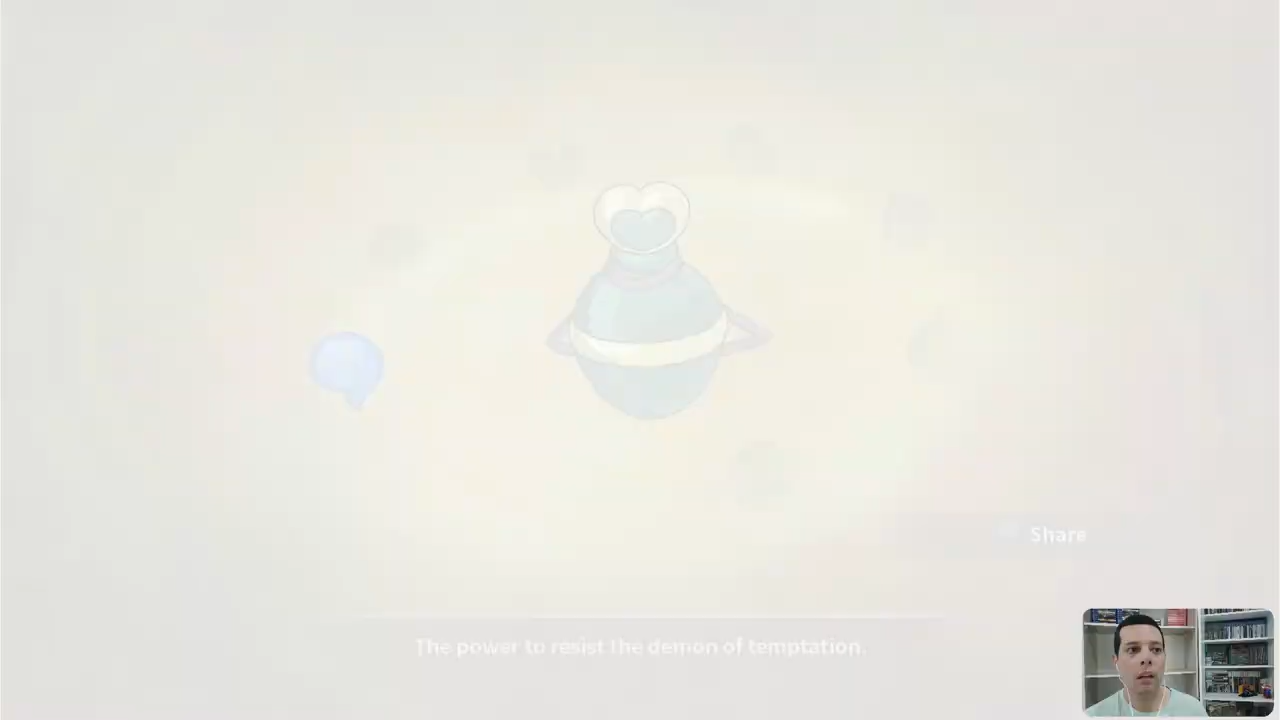 Share
The power to resist the demon of temptation.